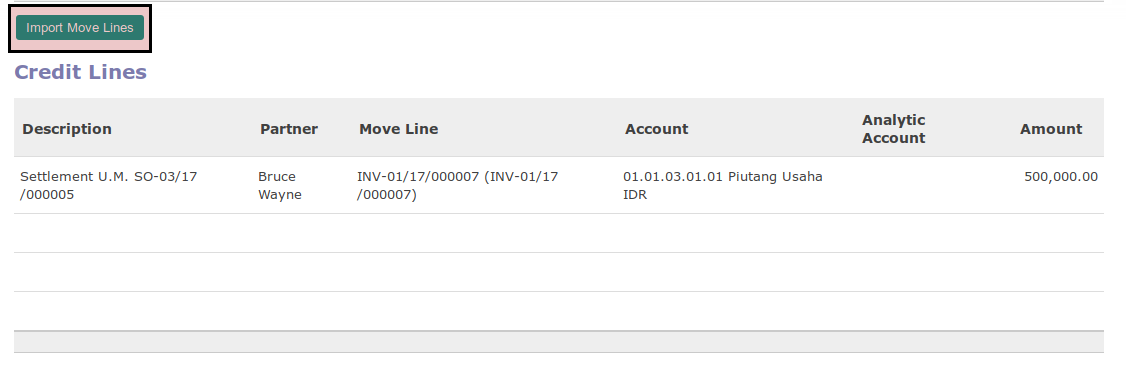 Import Move Lines
Credit Lines
Description Partner Move Line Account Analytic Account Amount
Settlement U.M. SO-03/17 Bruce INV-01/17/000007 (INV-01/17 01.01.03.01.01 Piutang Usaha 500,000.00
/000005 Wayne /000007) IDR